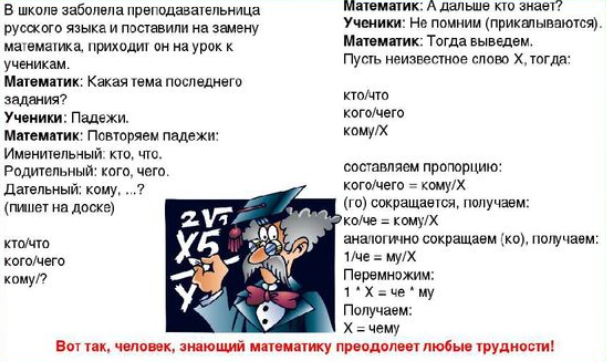 В школе заболела преподавательница
русского языка и поставили на замену
математика, приходит он на урок к
ученикам.
Математик: Какая тема последнего
задания?
Ученики: Падежи.
Математик: Повторяем падежи:
Именительный: кто, что.
Родительный: кого, чего.
Дательный: кому, ...?
(пишет на доске)
кто/что
кого/чего
кому/?
Математик: А дальше кто знает?
Ученики: Не помним (прикалываются).
Математик: Тогда выведем.
Пусть неизвестное слово X, тогда:
кто/что
кого/чего
кому/X
составляем пропорцию:
кого/чего = кому/X
(го) сокращается, получаем:
ко/че = кому/X
аналогично сокращаем (ко), получаем:
1/че = му/X
Перемножим:
1 * X = че * му
Получаем:
X = чему
Вот так, человек, знающий математику преодолеет любые трудности!